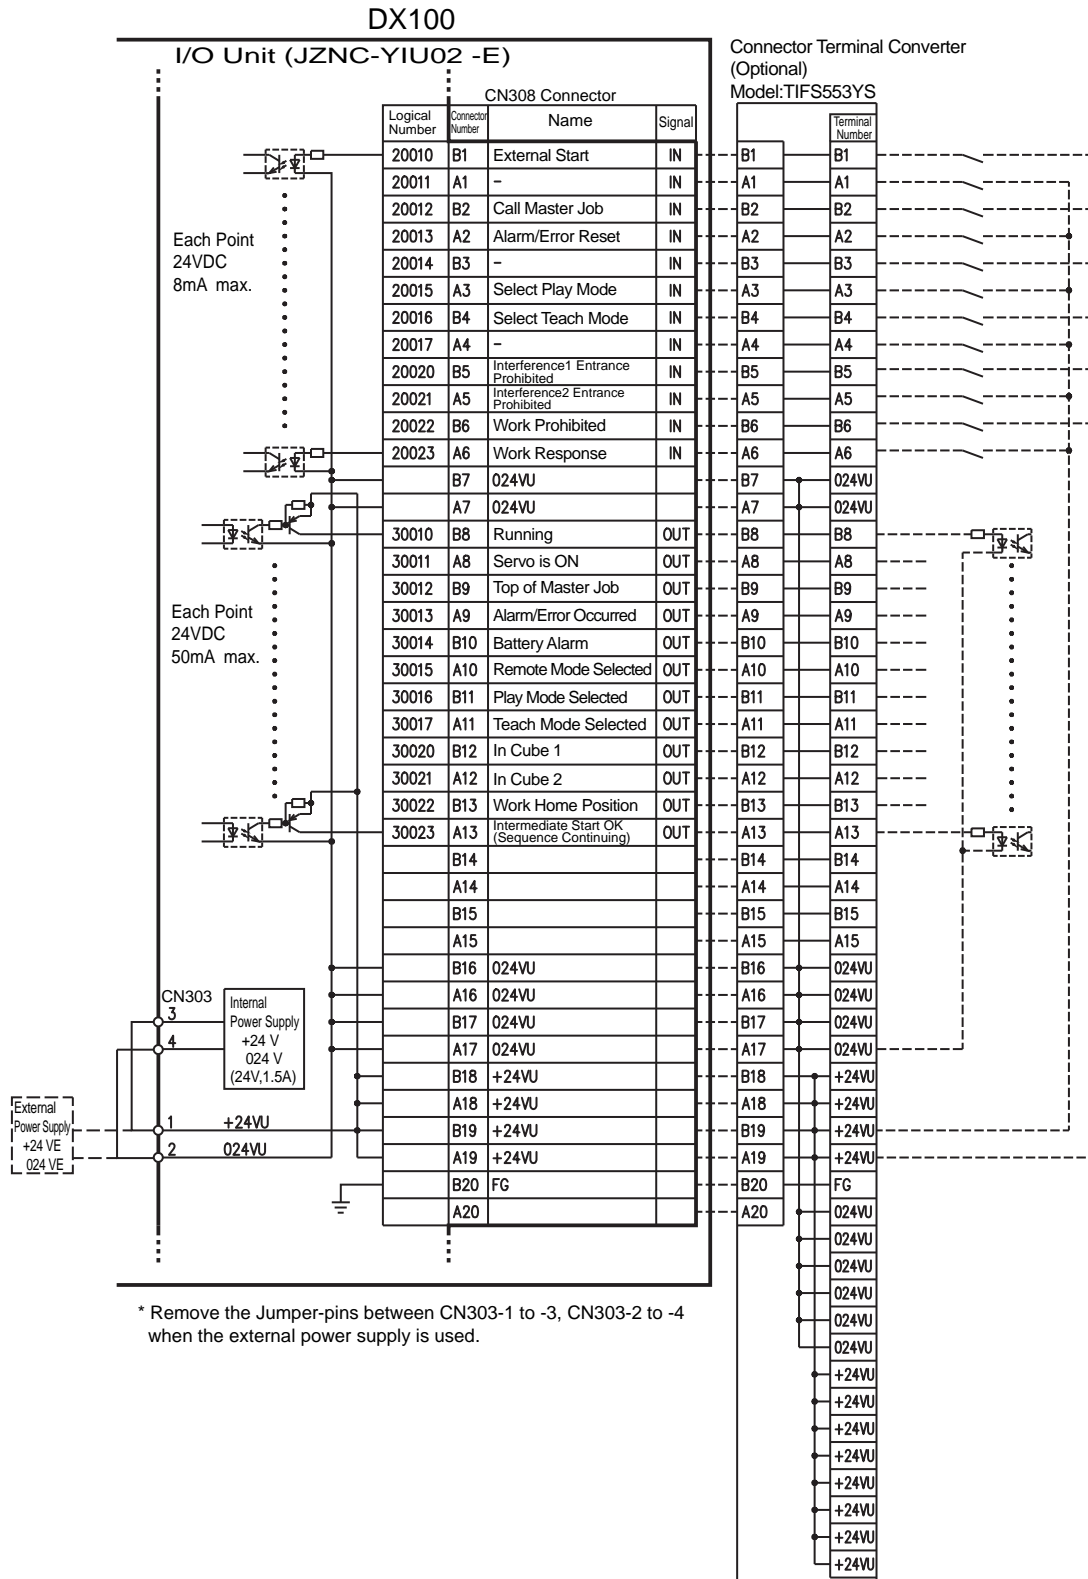 DX100
I/O Unit (JZNC-YIU02 -E)
Connector Terminal Converter
(Optional)
Model:TIFS553YS
CN308 Connector
Logical Number Connector Number Name Signal Terminal Number
20010 B1 External Start IN B1 B1
20011 A1 – IN A1 A1
20012 B2 Call Master Job IN B2 B2
20013 A2 Alarm/Error Reset IN A2 A2
20014 B3 – IN B3 B3
20015 A3 Select Play Mode IN A3 A3
20016 B4 Select Teach Mode IN B4 B4
20017 A4 – IN A4 A4
20020 B5 Interference1 Entrance Prohibited IN B5 B5
20021 A5 Interference2 Entrance Prohibited IN A5 A5
20022 B6 Work Prohibited IN B6 B6
20023 A6 Work Response IN A6 A6
B7 024VU B7 024VU
A7 024VU A7 024VU
30010 B8 Running OUT B8 B8
30011 A8 Servo is ON OUT A8 A8
30012 B9 Top of Master Job OUT B9 B9
30013 A9 Alarm/Error Occurred OUT A9 A9
30014 B10 Battery Alarm OUT B10 B10
30015 A10 Remote Mode Selected OUT A10 A10
30016 B11 Play Mode Selected OUT B11 B11
30017 A11 Teach Mode Selected OUT A11 A11
30020 B12 In Cube 1 OUT B12 B12
30021 A12 In Cube 2 OUT A12 A12
30022 B13 Work Home Position OUT B13 B13
30023 A13 Intermediate Start OK (Sequence Continuing) OUT A13 A13
B14 B14 B14
A14 A14 A14
B15 B15 B15
A15 A15 A15
B16 024VU B16 024VU
A16 024VU A16 024VU
B17 024VU B17 024VU
A17 024VU A17 024VU
B18 +24VU B18 +24VU
A18 +24VU A18 +24VU
B19 +24VU B19 +24VU
A19 +24VU A19 +24VU
B20 FG B20 FG
A20 A20 024VU
024VU
024VU
024VU
024VU
024VU
+24VU
+24VU
+24VU
+24VU
+24VU
+24VU
+24VU
+24VU
Each Point
24VDC
8mA max.
Each Point
24VDC
50mA max.
CN303
3
4
Internal
Power Supply
+24 V
024 V
(24V,1.5A)
External
Power Supply
+24 VE
024 VE
1 +24VU
2 024VU
* Remove the Jumper-pins between CN303-1 to -3, CN303-2 to -4
when the external power supply is used.